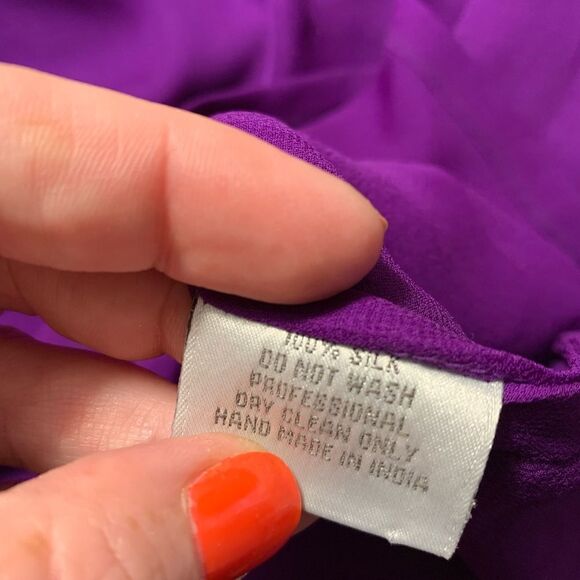 100% SILK
DO NOT WASH
PROFESSIONAL
DRY CLEAN ONLY
HAND MADE IN INDIA